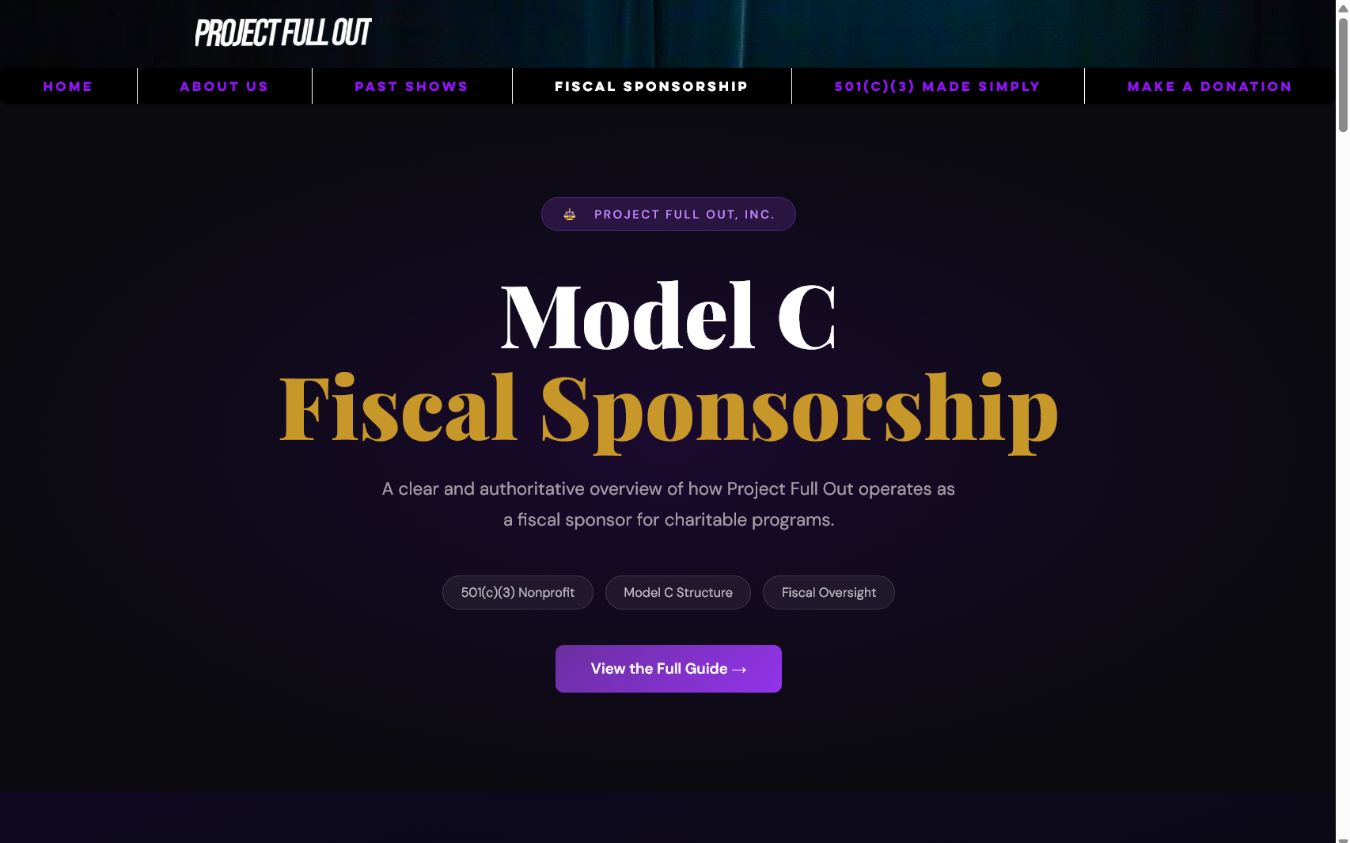 PROJECT FULL OUT
HOME
ABOUT US
PAST SHOWS
FISCAL SPONSORSHIP
501(C)(3) MADE SIMPLY
MAKE A DONATION
PROJECT FULL OUT, INC.
Model C
Fiscal Sponsorship
A clear and authoritative overview of how Project Full Out operates as
a fiscal sponsor for charitable programs.
501(c)(3) Nonprofit
Model C Structure
Fiscal Oversight
View the Full Guide →